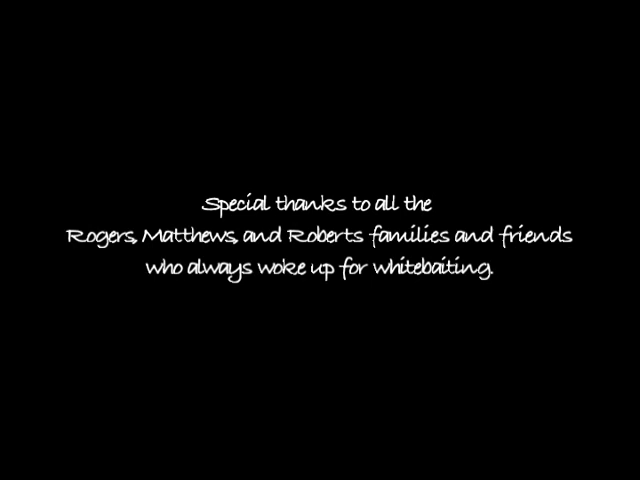 Special thanks to all the
Rogers, Matthews, and Roberts families and friends
who always woke up for whitebaiting.